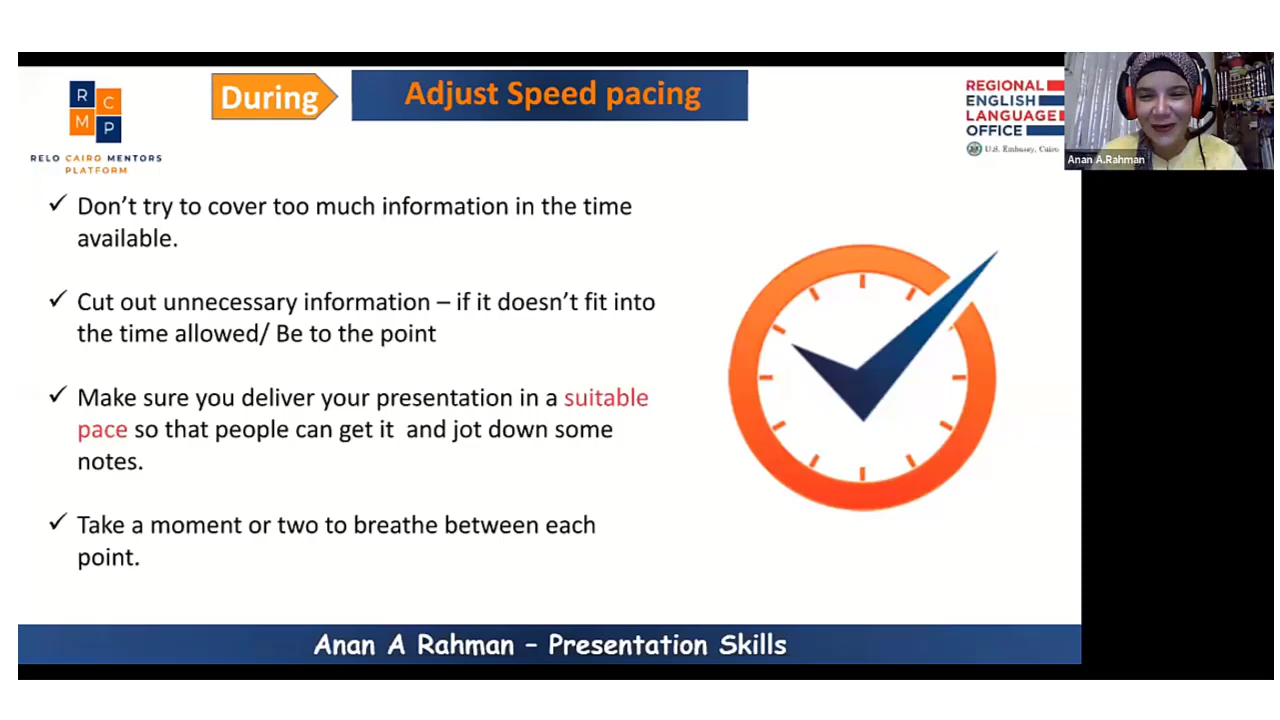 R
C
M
P
RELO CAIRO MENTORS
PLATFORM
During
Adjust Speed pacing
REGIONAL
ENGLISH
LANGUAGE
OFFICE
U.S. Embassy, Cairo
Anan A.Rahman
✓ Don’t try to cover too much information in the time
available.
✓ Cut out unnecessary information – if it doesn’t fit into
the time allowed/ Be to the point
✓ Make sure you deliver your presentation in a suitable
pace so that people can get it and jot down some
notes.
✓ Take a moment or two to breathe between each
point.
Anan A Rahman – Presentation Skills